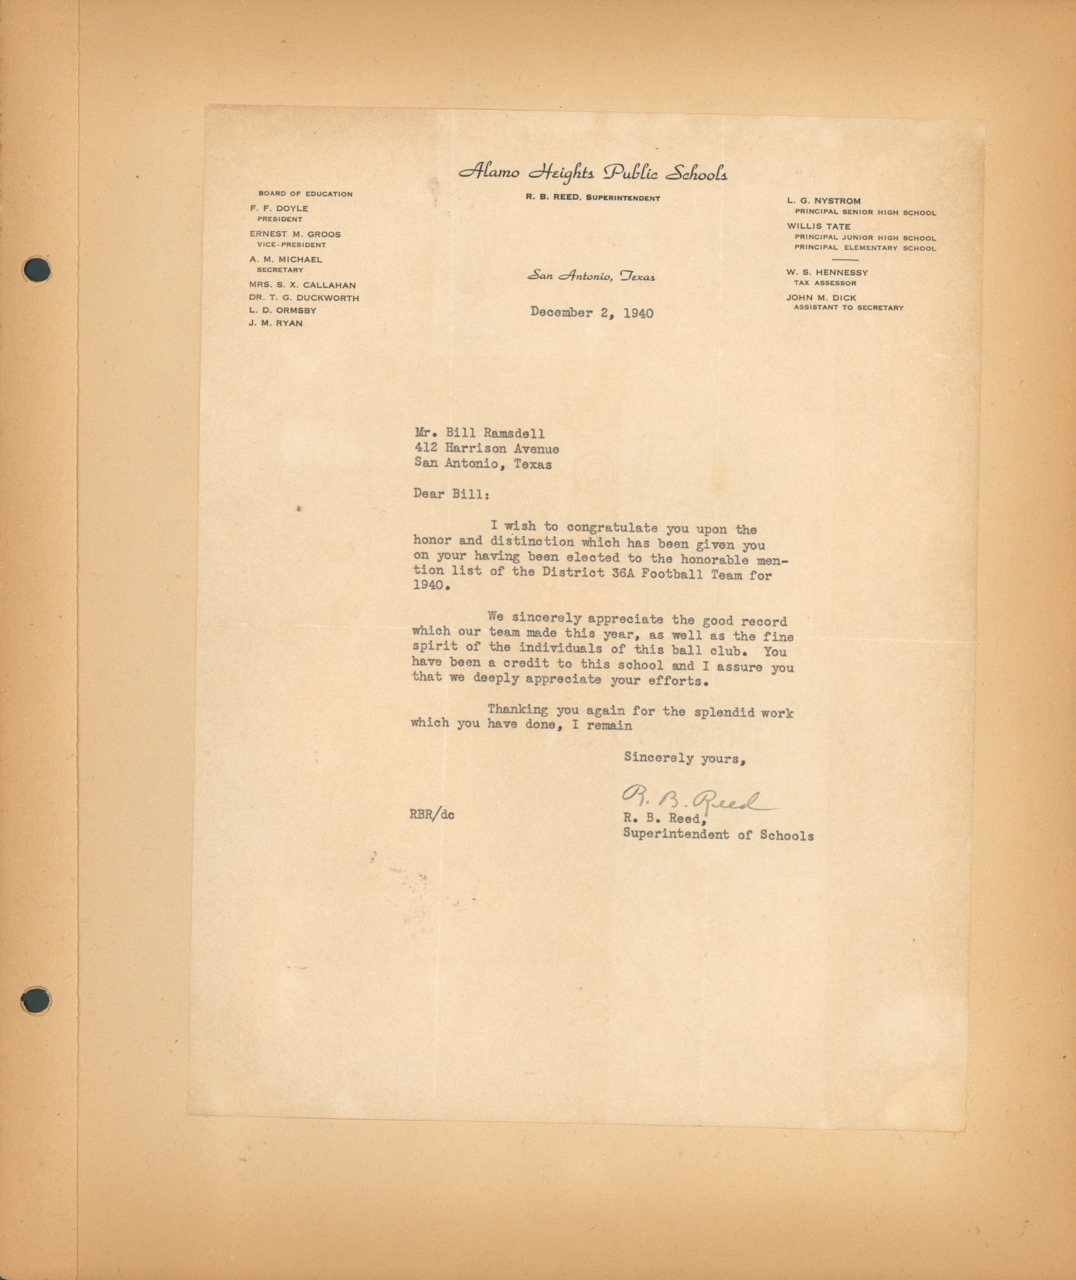 Alamo Heights Public Schools
R. B. REED, SUPERINTENDENT
BOARD OF EDUCATION
F. F. DOYLE
PRESIDENT
ERNEST M. GROOS
VICE-PRESIDENT
A. M. MICHAEL
SECRETARY
MRS. S. X. CALLAHAN
DR. T. G. DUCKWORTH
L. D. ORMSBY
J. M. RYAN
L. G. NYSTROM
PRINCIPAL SENIOR HIGH SCHOOL
WILLIS TATE
PRINCIPAL JUNIOR HIGH SCHOOL
PRINCIPAL ELEMENTARY SCHOOL
W. S. HENNESSY
TAX ASSESSOR
JOHN M. DICK
ASSISTANT TO SECRETARY
San Antonio, Texas
December 2, 1940
Mr. Bill Ramsdell
412 Harrison Avenue
San Antonio, Texas
Dear Bill:
I wish to congratulate you upon the
honor and distinction which has been given you
on your having been elected to the honorable men-
tion list of the District 36A Football Team for
1940.
We sincerely appreciate the good record
which our team made this year, as well as the fine
spirit of the individuals of this ball club. You
have been a credit to this school and I assure you
that we deeply appreciate your efforts.
Thanking you again for the splendid work
which you have done, I remain
Sincerely yours,
R. B. Reed
R. B. Reed,
Superintendent of Schools
RBR/dc